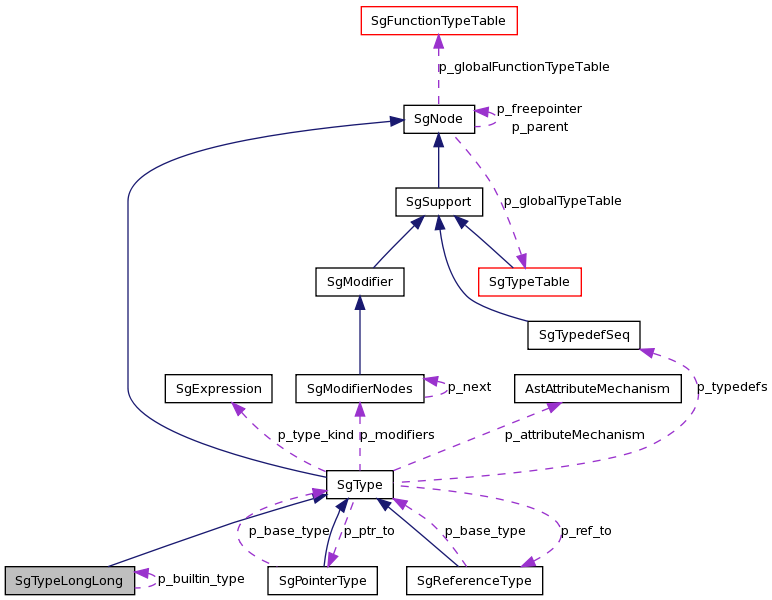 SgFunctionTypeTable
p_globalFunctionTypeTable
SgNode
p_freepointer
p_parent
SgSupport
p_globalTypeTable
SgModifier
SgTypeTable
SgTypedefSeq
SgExpression
SgModifierNodes
p_next
AstAttributeMechanism
p_typedefs
p_type_kind
p_modifiers
p_attributeMechanism
SgType
p_base_type
p_ptr_to
p_base_type
p_ref_to
SgTypeLongLong
p_builtin_type
SgPointerType
SgReferenceType